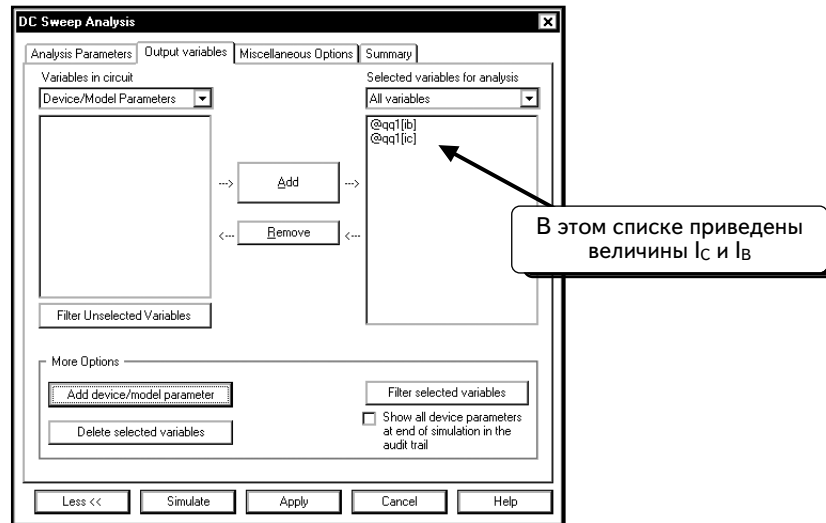 DC Sweep Analysis
Analysis Parameters
Output variables
Miscellaneous Options
Summary
Variables in circuit
Selected variables for analysis
Device/Model Parameters
All variables
@qq1[ib]
@qq1[ic]
--->
Add
--->
<---
Remove
<---
В этом списке приведены
величины IC и IB
Filter Unselected Variables
More Options
Add device/model parameter
Filter selected variables
Delete selected variables
Show all device parameters
at end of simulation in the
audit trail
Less <<
Simulate
Apply
Cancel
Help